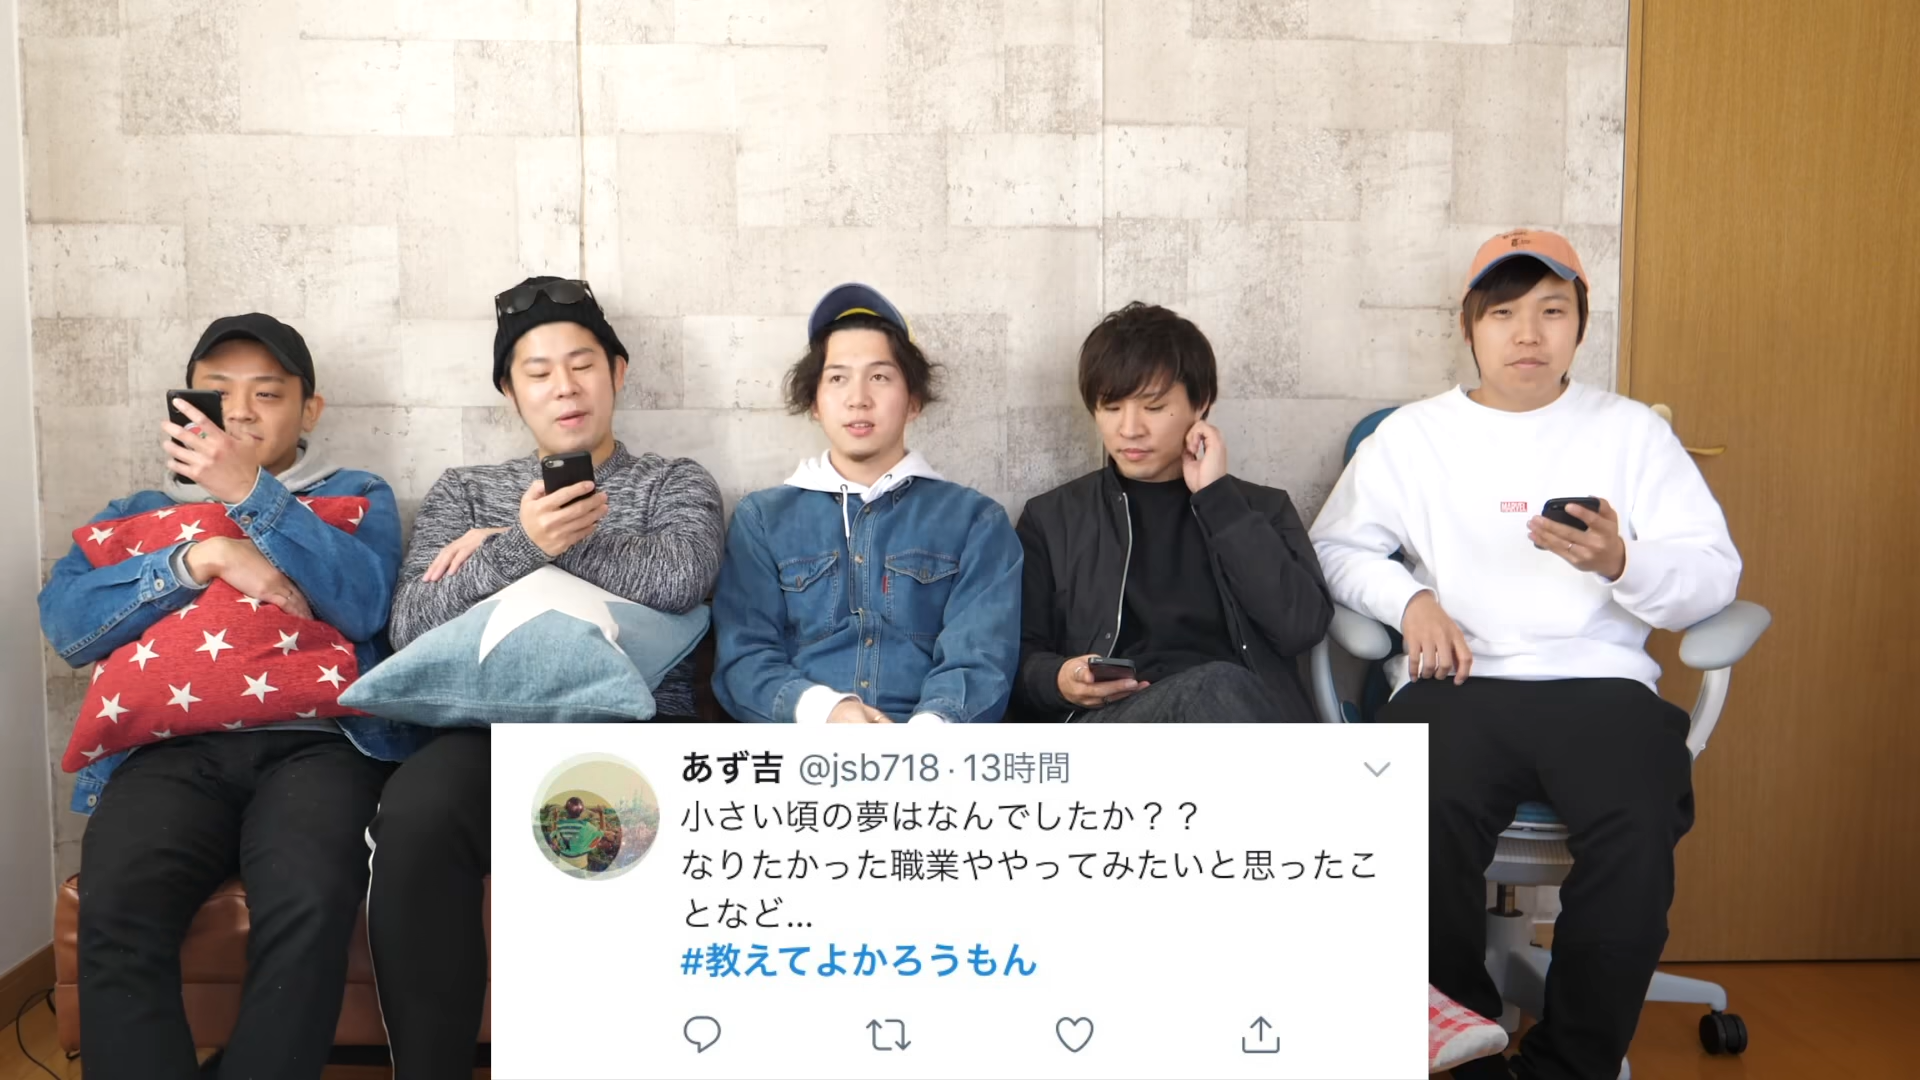 MARVEL
あず吉 @jsb718·13時間
小さい頃の夢はなんでしたか？？
なりたかった職業ややってみたいと思ったこ
となど...
#教えてよかろうもん